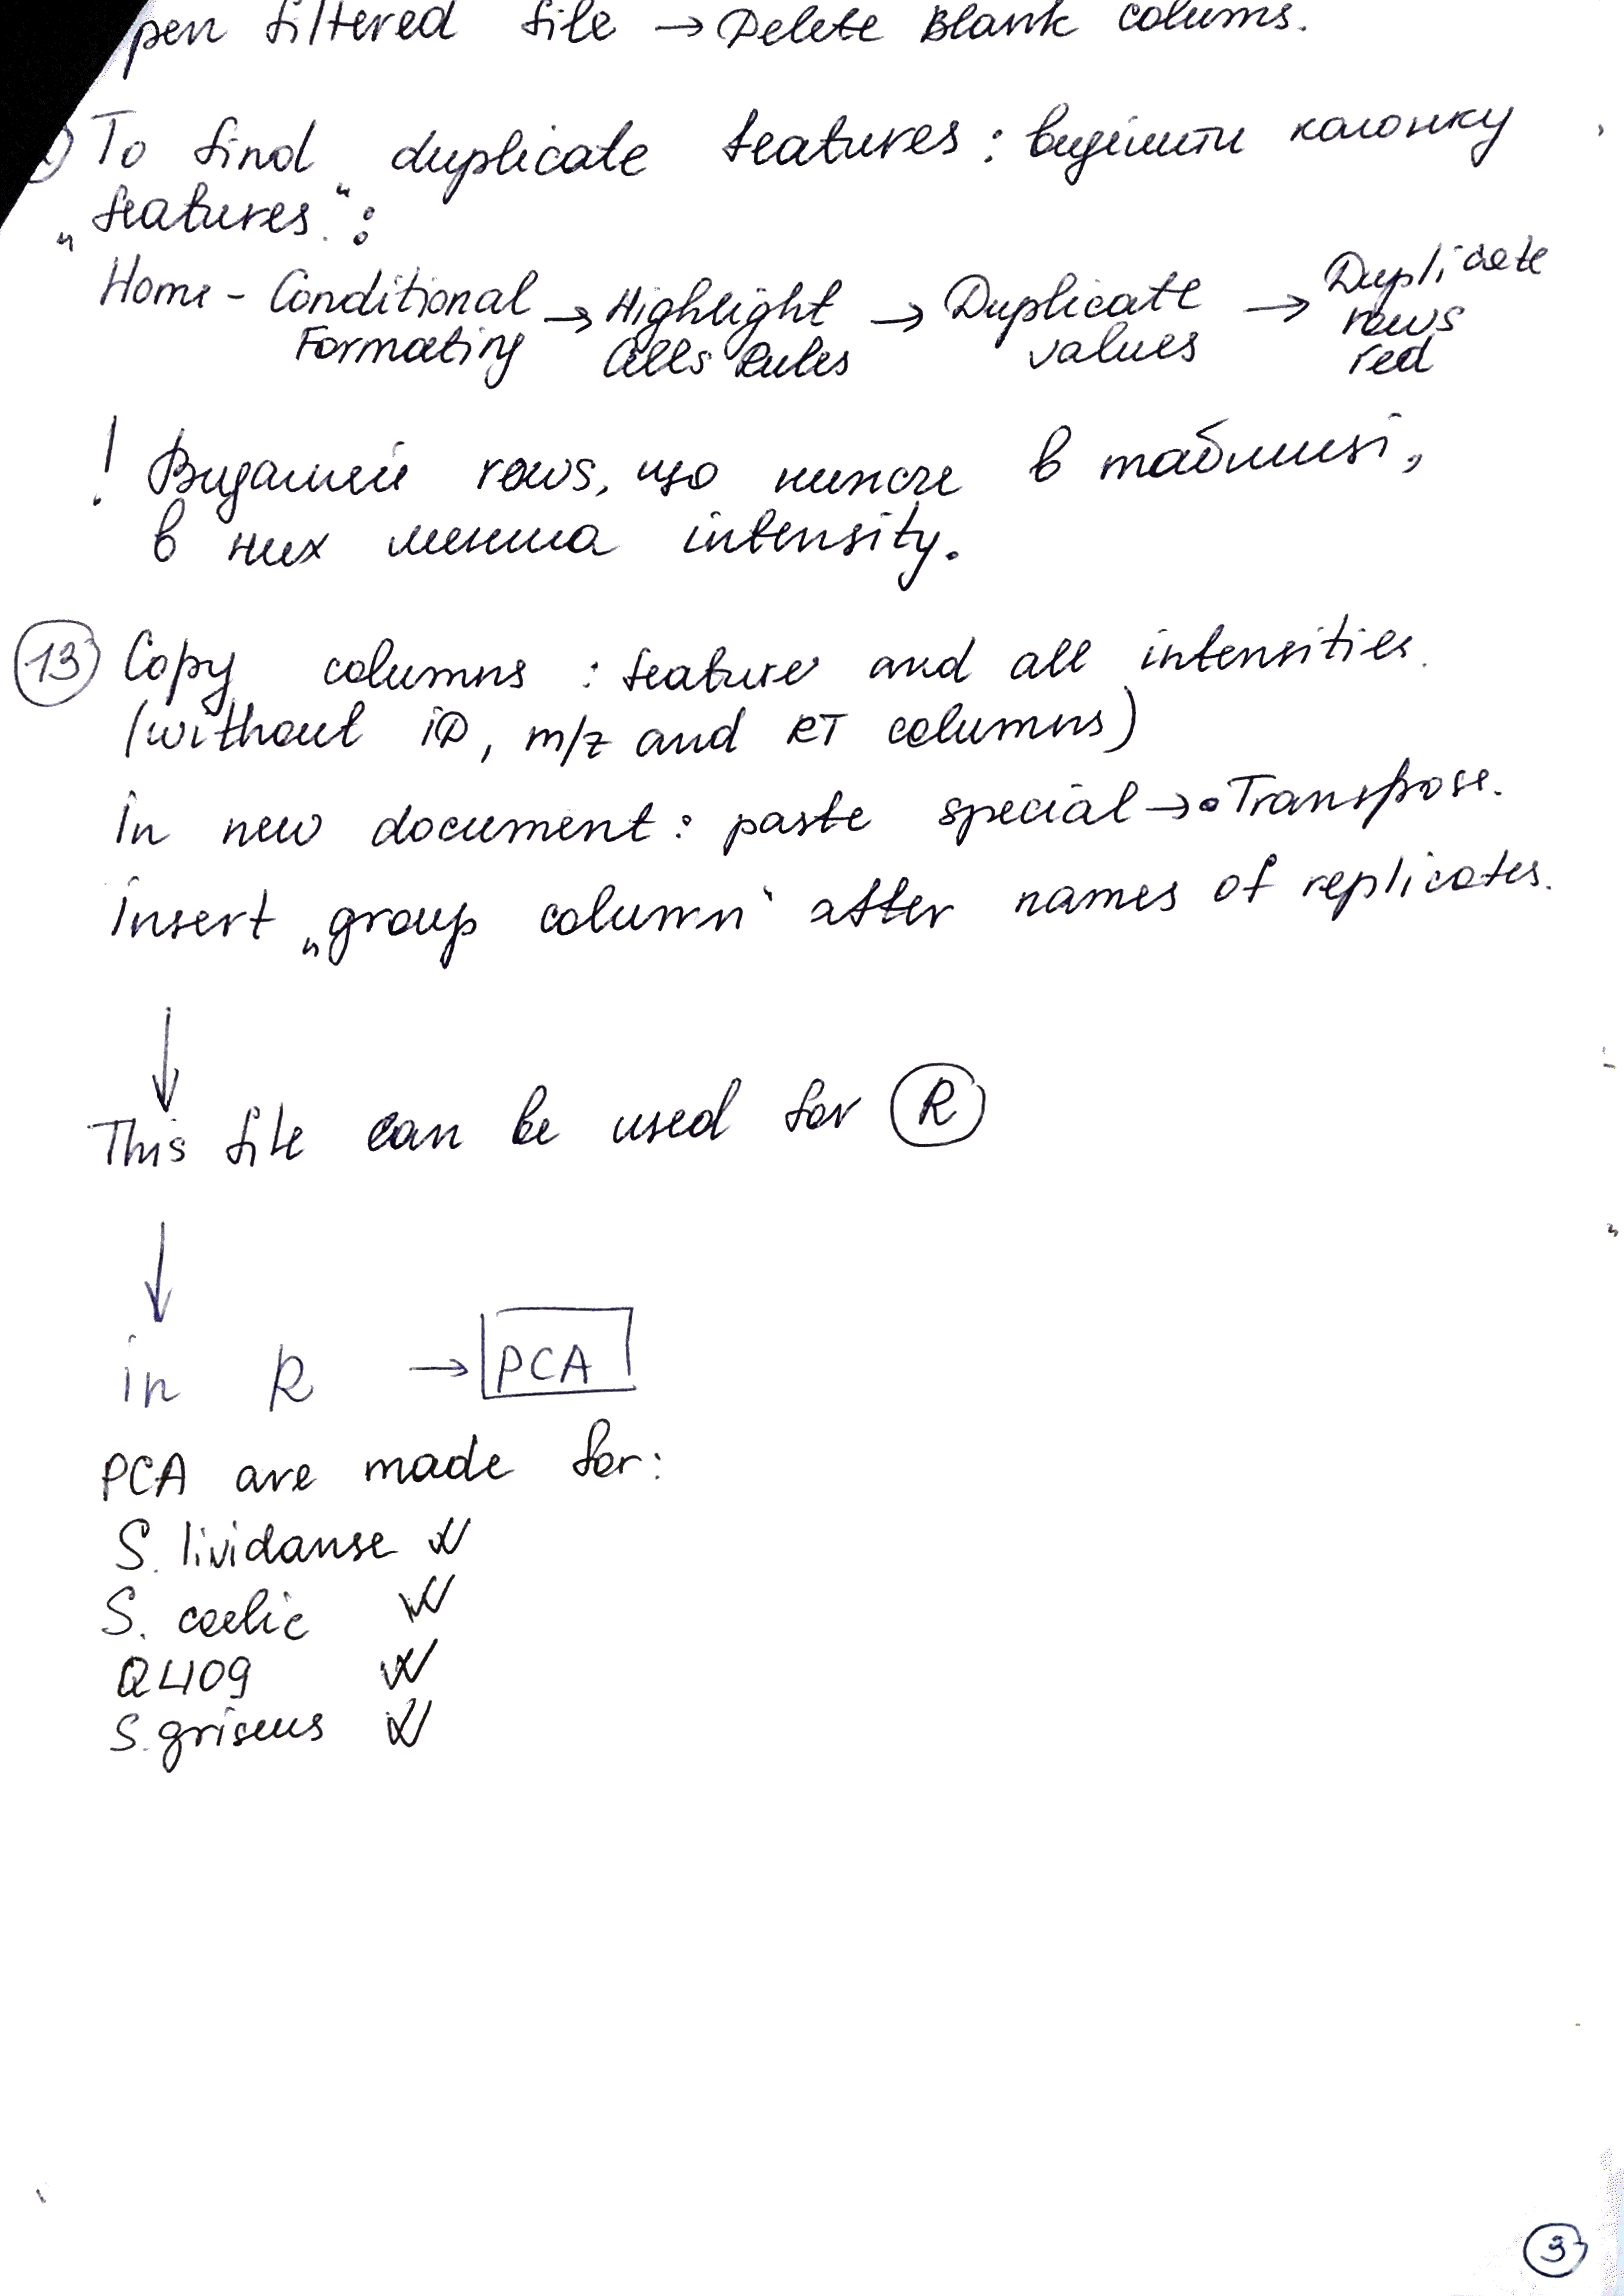 pen filtered file → Delete Blank colums.
To find duplicate features: виділити колонку
„features":
Home - Conditional Formating → Highlight Cells Rules → Duplicate values → Duplicate rows red
! Видаляєм rows, що нижче в таблиці,
в них менша intensity.
13 Copy columns: feature and all intensities.
(without iD, m/z and RT columns)
In new document: paste special → • Transpose.
Insert „group column" after names of replicates.
↓
This file can be used for R
↓
in R → PCA
PCA are made for:
S. lividanse
S. coelic
Q409
S. griseus
3